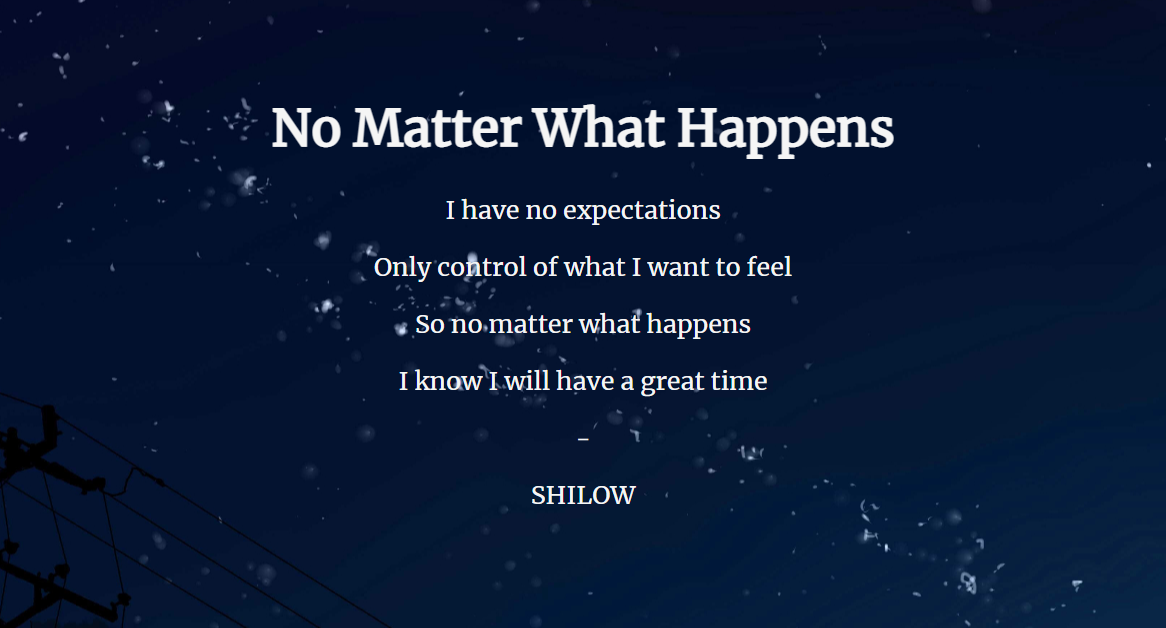 No Matter What Happens
I have no expectations
Only control of what I want to feel
So no matter what happens
I know I will have a great time
–
SHILOW